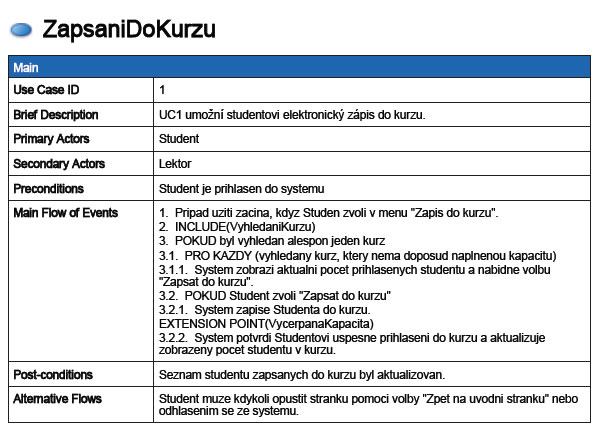 ZapsaniDoKurzu
Main
Use Case ID 1
Brief Description UC1 umožní studentovi elektronický zápis do kurzu.
Primary Actors Student
Secondary Actors Lektor
Preconditions Student je prihlasen do systemu
Main Flow of Events 1. Pripad uziti zacina, kdyz Studen zvoli v menu "Zapis do kurzu".
2. INCLUDE(VyhledaniKurzu)
3. POKUD byl vyhledan alespon jeden kurz
3.1. PRO KAZDY (vyhledany kurz, ktery nema doposud naplnenou kapacitu)
3.1.1. System zobrazi aktualni pocet prihlasenych studentu a nabidne volbu
"Zapsat do kurzu".
3.2. POKUD Student zvoli "Zapsat do kurzu"
3.2.1. System zapise Studenta do kurzu.
EXTENSION POINT(VycerpanaKapacita)
3.2.2. System potvrdi Studentovi uspesne prihlaseni do kurzu a aktualizuje
zobrazeny pocet studentu v kurzu.
Post-conditions Seznam studentu zapsanych do kurzu byl aktualizovan.
Alternative Flows Student muze kdykoli opustit stranku pomoci volby "Zpet na uvodni stranku" nebo
odhlasenim se ze systemu.